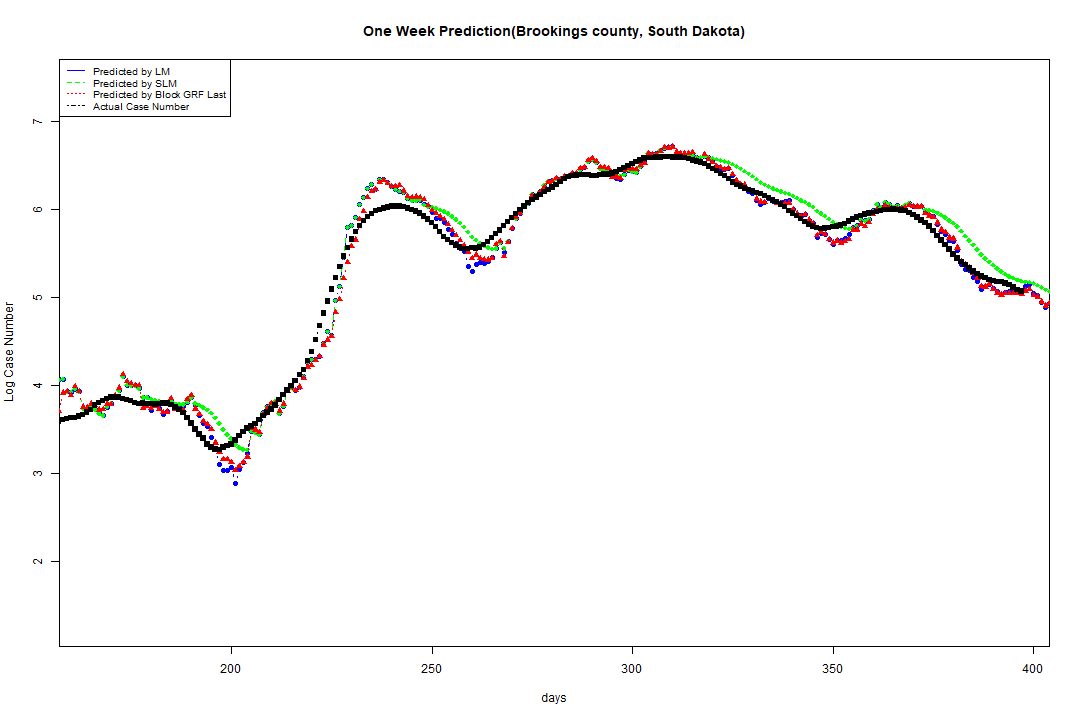 One Week Prediction(Brookings county, South Dakota)
Predicted by LM
Predicted by SLM
Predicted by Block GRF Last
Actual Case Number
7
6
5
4
3
2
Log Case Number
200 250 300 350 400
days